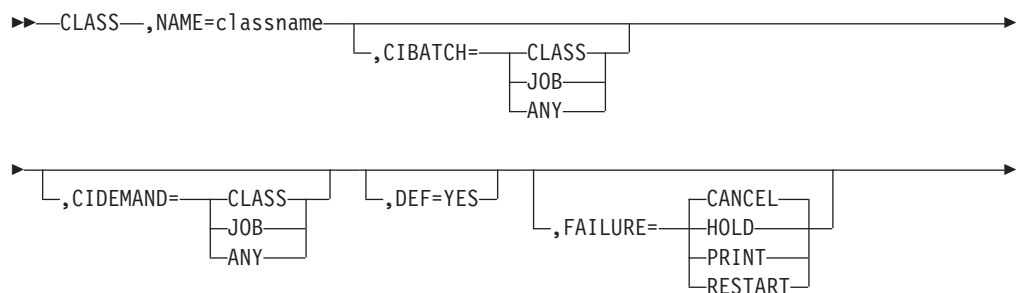 CLASS ,NAME=classname
,CIBATCH= CLASS
JOB
ANY
,CIDEMAND= CLASS ,DEF=YES CANCEL
JOB ,FAILURE= HOLD
ANY PRINT
RESTART